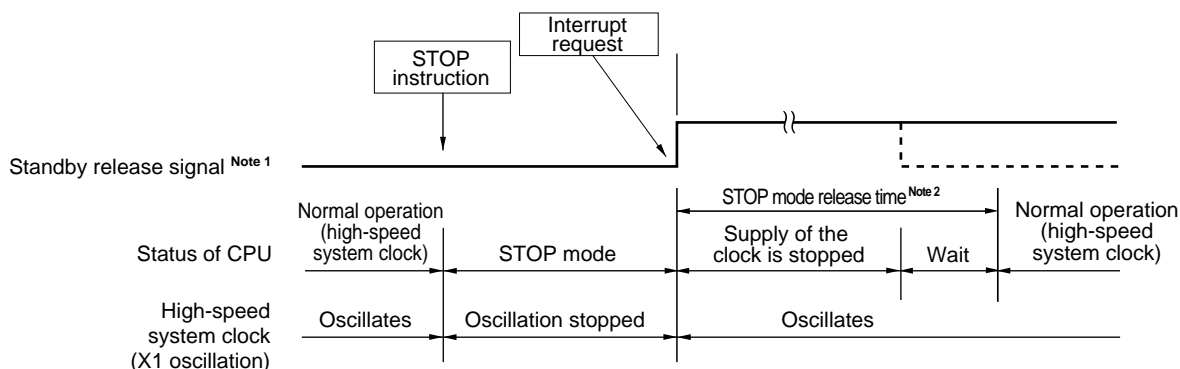 Interrupt
request
STOP
instruction
Standby release signal Note 1
STOP mode release time Note 2
Normal operation
(high-speed
system clock)
Status of CPU
STOP mode
Supply of the
clock is stopped
Wait
Normal operation
(high-speed
system clock)
High-speed
system clock
(X1 oscillation)
Oscillates
Oscillation stopped
Oscillates